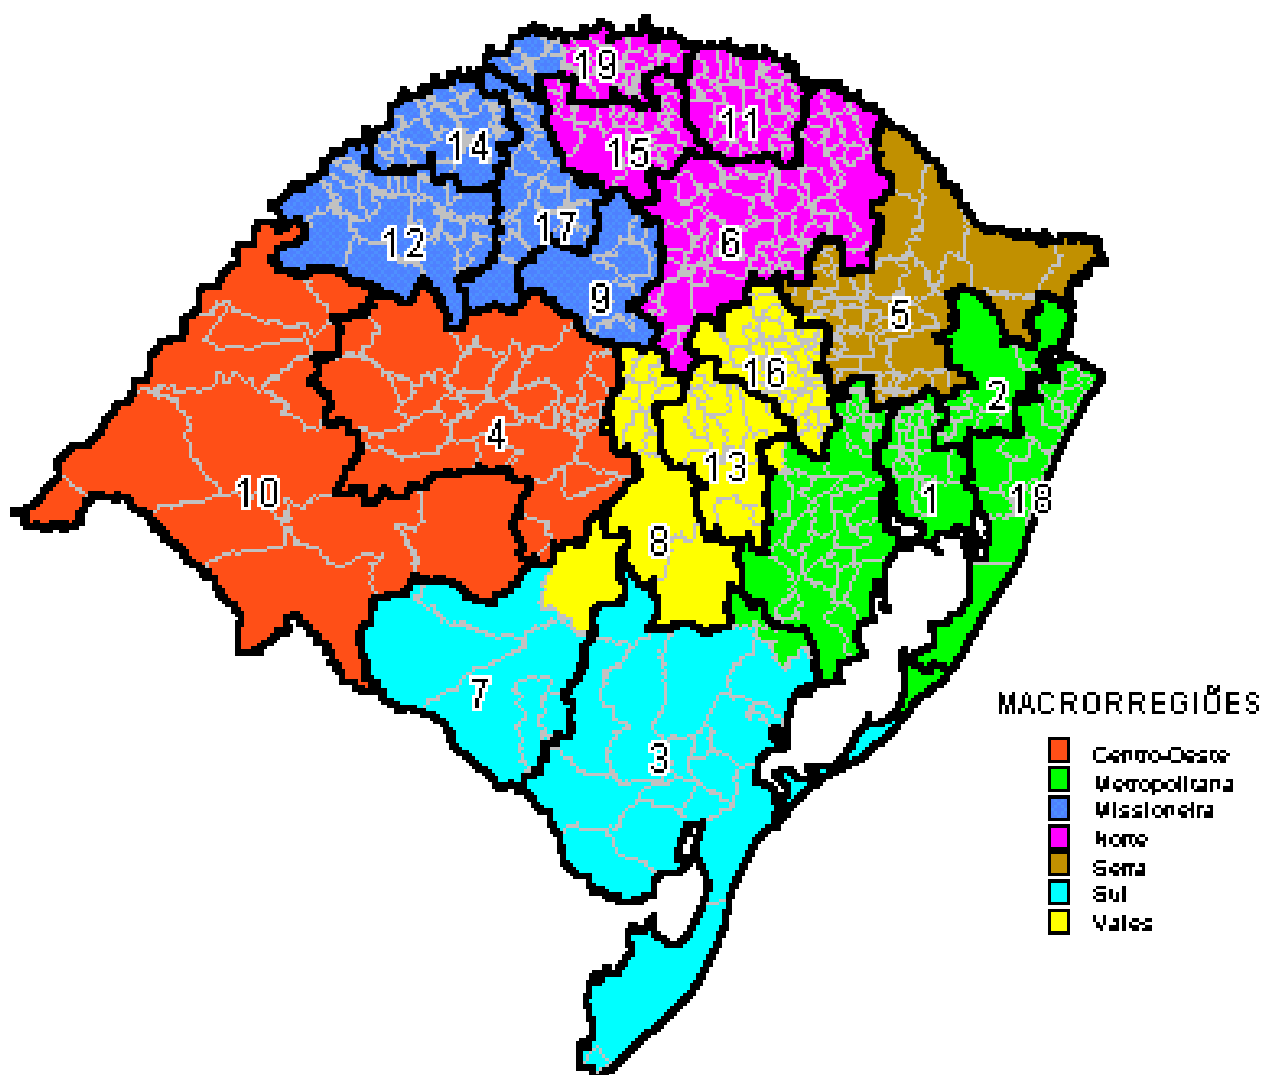 19
11
14
15
17
12
6
9
5
16
2
4
13
10
1
18
8
7
3
MACRORREGIÕES
Centro-Oeste
Metropolitana
Missioneira
Norte
Serra
Sul
Vales